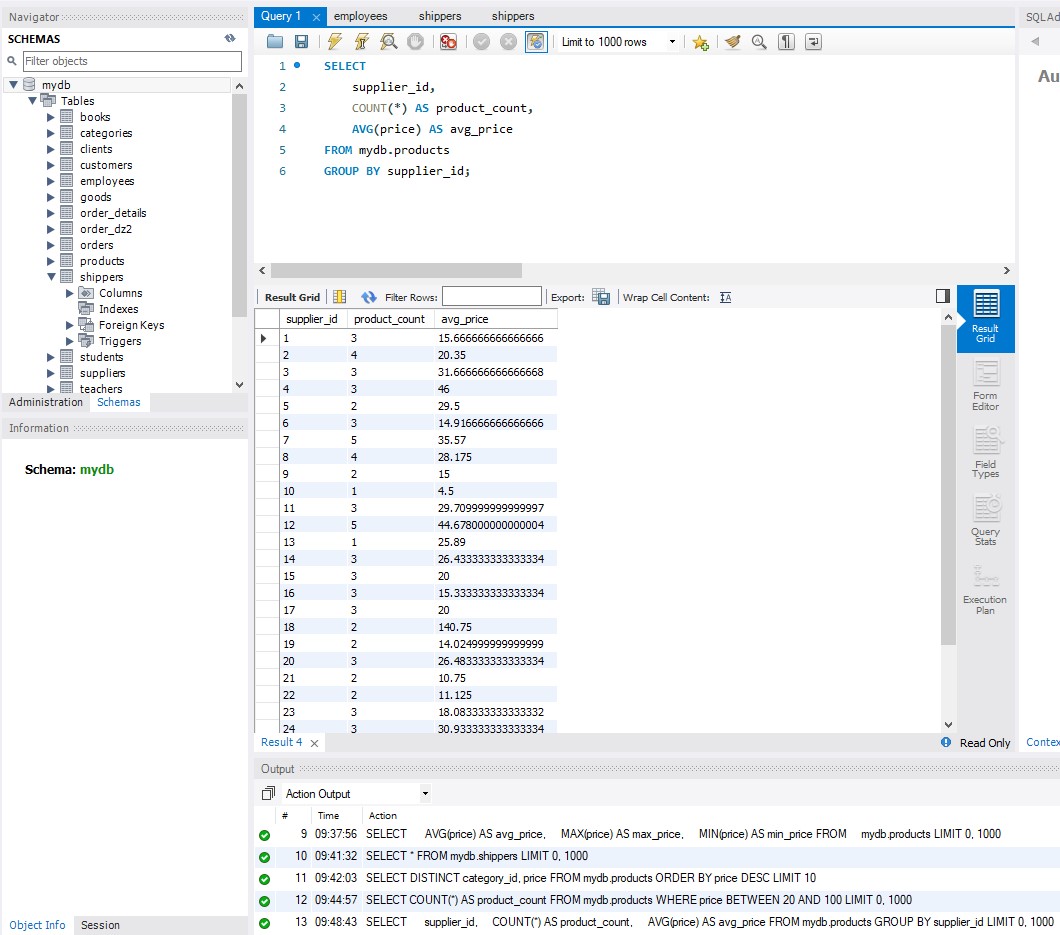 Navigator
SCHEMAS
Filter objects
mydb
Tables
books
categories
clients
customers
employees
goods
order_details
order_dz2
orders
products
shippers
Columns
Indexes
Foreign Keys
Triggers
students
suppliers
teachers
Administration Schemas
Information
Schema: mydb
Object Info Session
Query 1 employees shippers shippers
Limit to 1000 rows
1 SELECT
2 supplier_id,
3 COUNT(*) AS product_count,
4 AVG(price) AS avg_price
5 FROM mydb.products
6 GROUP BY supplier_id;
Result Grid Filter Rows: Export: Wrap Cell Content:
supplier_id product_count avg_price
1 3 15.666666666666666
2 4 20.35
3 3 31.666666666666668
4 3 46
5 2 29.5
6 3 14.916666666666666
7 5 35.57
8 4 28.175
9 2 15
10 1 4.5
11 3 29.709999999999997
12 5 44.678000000000004
13 1 25.89
14 3 26.433333333333334
15 3 20
16 3 15.333333333333334
17 3 20
18 2 140.75
19 2 14.024999999999999
20 3 26.483333333333334
21 2 10.75
22 2 11.125
23 3 18.083333333333332
24 3 30.933333333333334
Result Grid
Form Editor
Field Types
Query Stats
Execution Plan
Result 4 Read Only
Output
Action Output
# Time Action
9 09:37:56 SELECT AVG(price) AS avg_price, MAX(price) AS max_price, MIN(price) AS min_price FROM mydb.products LIMIT 0, 1000
10 09:41:32 SELECT * FROM mydb.shippers LIMIT 0, 1000
11 09:42:03 SELECT DISTINCT category_id, price FROM mydb.products ORDER BY price DESC LIMIT 10
12 09:44:57 SELECT COUNT(*) AS product_count FROM mydb.products WHERE price BETWEEN 20 AND 100 LIMIT 0, 1000
13 09:48:43 SELECT supplier_id, COUNT(*) AS product_count, AVG(price) AS avg_price FROM mydb.products GROUP BY supplier_id LIMIT 0, 1000
SQLAd
Au
Contex